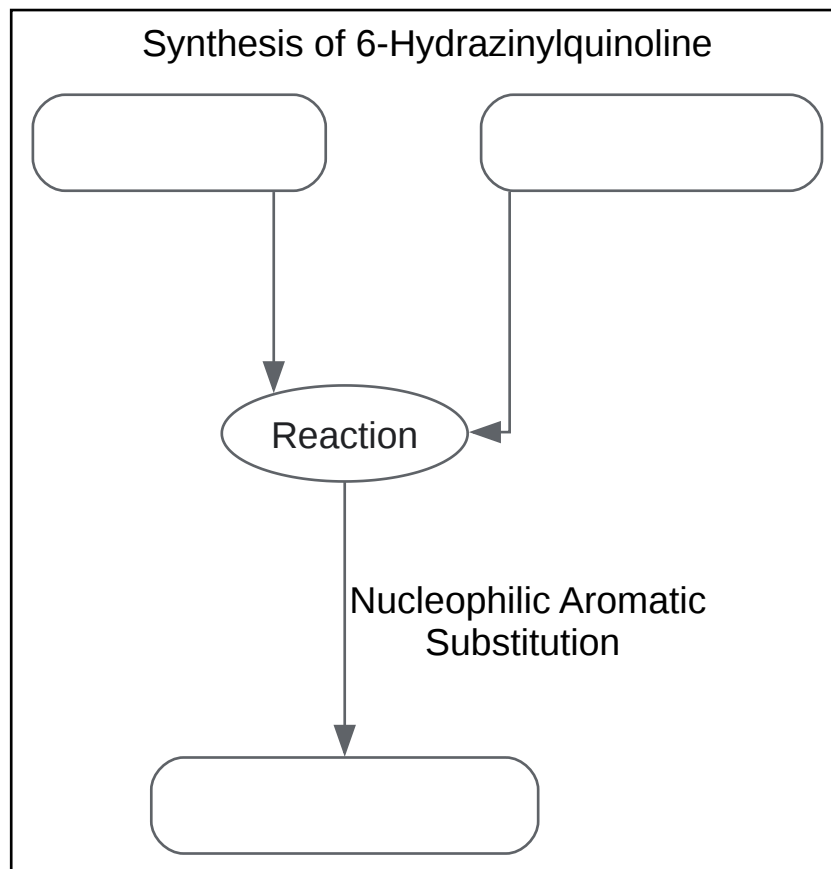 Synthesis of 6-Hydrazinylquinoline
Reaction
Nucleophilic Aromatic
Substitution